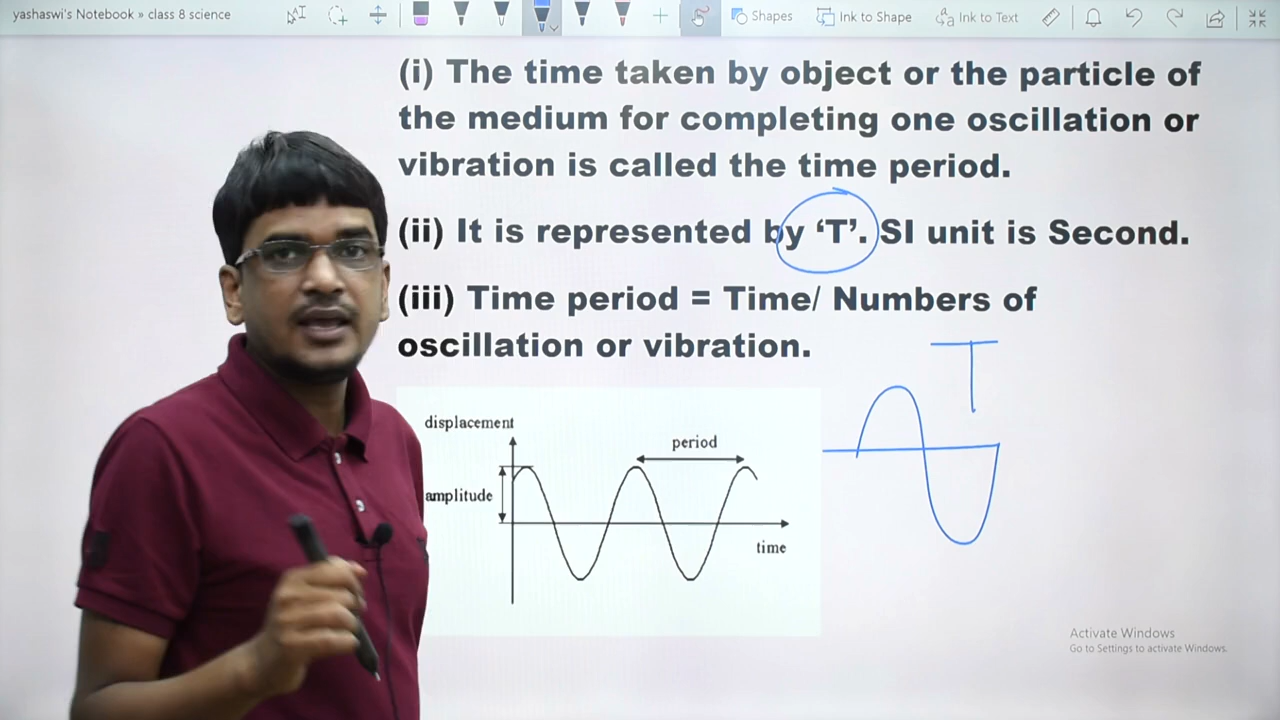 yashaswi's Notebook » class 8 science
Shapes
Ink to Shape
Ink to Text
(i) The time taken by object or the particle of
the medium for completing one oscillation or
vibration is called the time period.
(ii) It is represented by ‘T’. SI unit is Second.
(iii) Time period = Time/ Numbers of
oscillation or vibration.
T
displacement
period
amplitude
time
Activate Windows
Go to Settings to activate Windows.